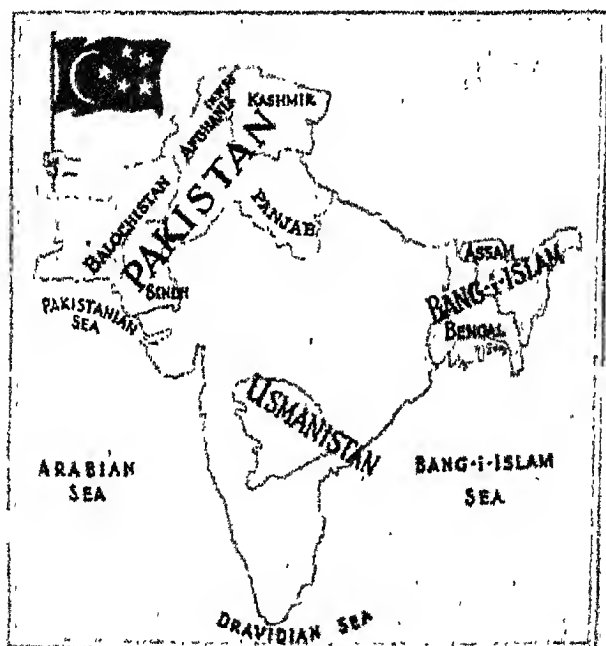 KASHMIR
AFGHANIA
PAKISTAN
PANJAB
BALOCHISTAN
SINDH
PAKISTANIAN
SEA
ASSAM
BANG-I-ISLAM
BENGAL
USMANISTAN
ARABIAN
SEA
BANG-I-ISLAM
SEA
DRAVIDIAN SEA